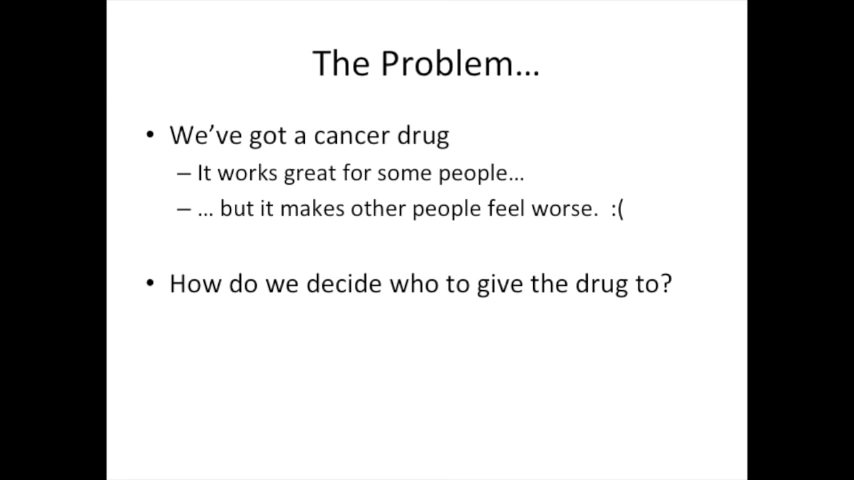 The Problem…
• We’ve got a cancer drug
– It works great for some people…
– … but it makes other people feel worse.  :(
• How do we decide who to give the drug to?